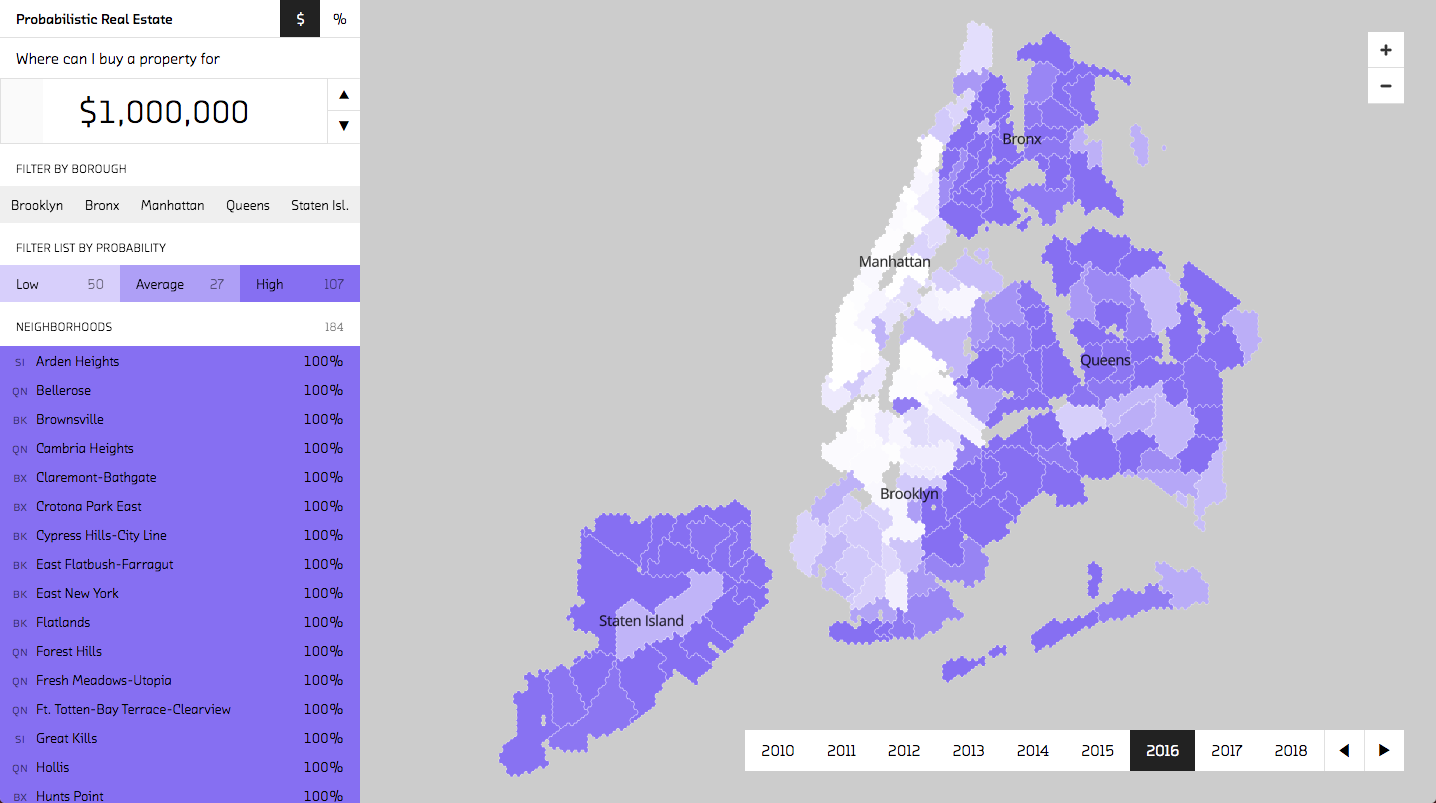 Probabilistic Real Estate $ %
Where can I buy a property for
$1,000,000 ▲
▼
FILTER BY BOROUGH
Brooklyn Bronx Manhattan Queens Staten Isl.
FILTER LIST BY PROBABILITY
Low 50 Average 27 High 107
NEIGHBORHOODS 184
SI Arden Heights 100%
QN Bellerose 100%
BK Brownsville 100%
QN Cambria Heights 100%
BX Claremont-Bathgate 100%
BX Crotona Park East 100%
BK Cypress Hills-City Line 100%
BK East Flatbush-Farragut 100%
BK East New York 100%
BK Flatlands 100%
QN Forest Hills 100%
QN Fresh Meadows-Utopia 100%
QN Ft. Totten-Bay Terrace-Clearview 100%
SI Great Kills 100%
QN Hollis 100%
BX Hunts Point 100%
+
−
Bronx
Manhattan
Queens
Brooklyn
Staten Island
2010 2011 2012 2013 2014 2015 2016 2017 2018 ◀ ▶